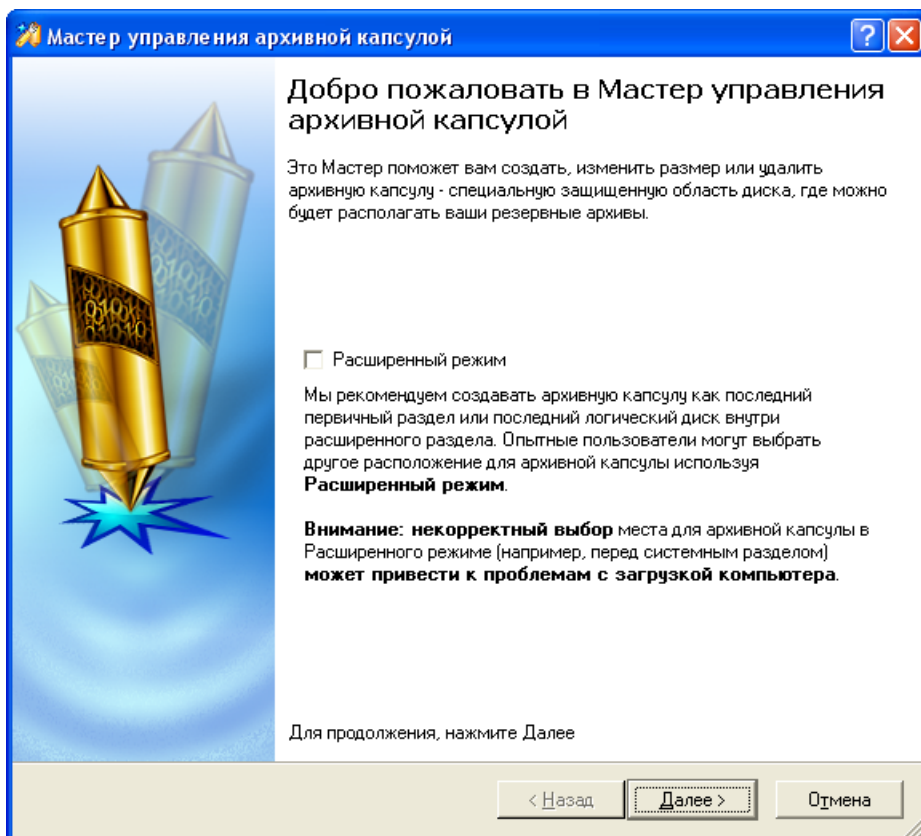 Мастер управления архивной капсулой
Добро пожаловать в Мастер управления
архивной капсулой
Это Мастер поможет вам создать, изменить размер или удалить
архивную капсулу - специальную защищенную область диска, где можно
будет располагать ваши резервные архивы.
Расширенный режим
Мы рекомендуем создавать архивную капсулу как последний
первичный раздел или последний логический диск внутри
расширенного раздела. Опытные пользователи могут выбрать
другое расположение для архивной капсулы используя
Расширенный режим.
Внимание: некорректный выбор места для архивной капсулы в
Расширенного режиме (например, перед системным разделом)
может привести к проблемам с загрузкой компьютера.
Для продолжения, нажмите Далее
< Назад Далее > Отмена